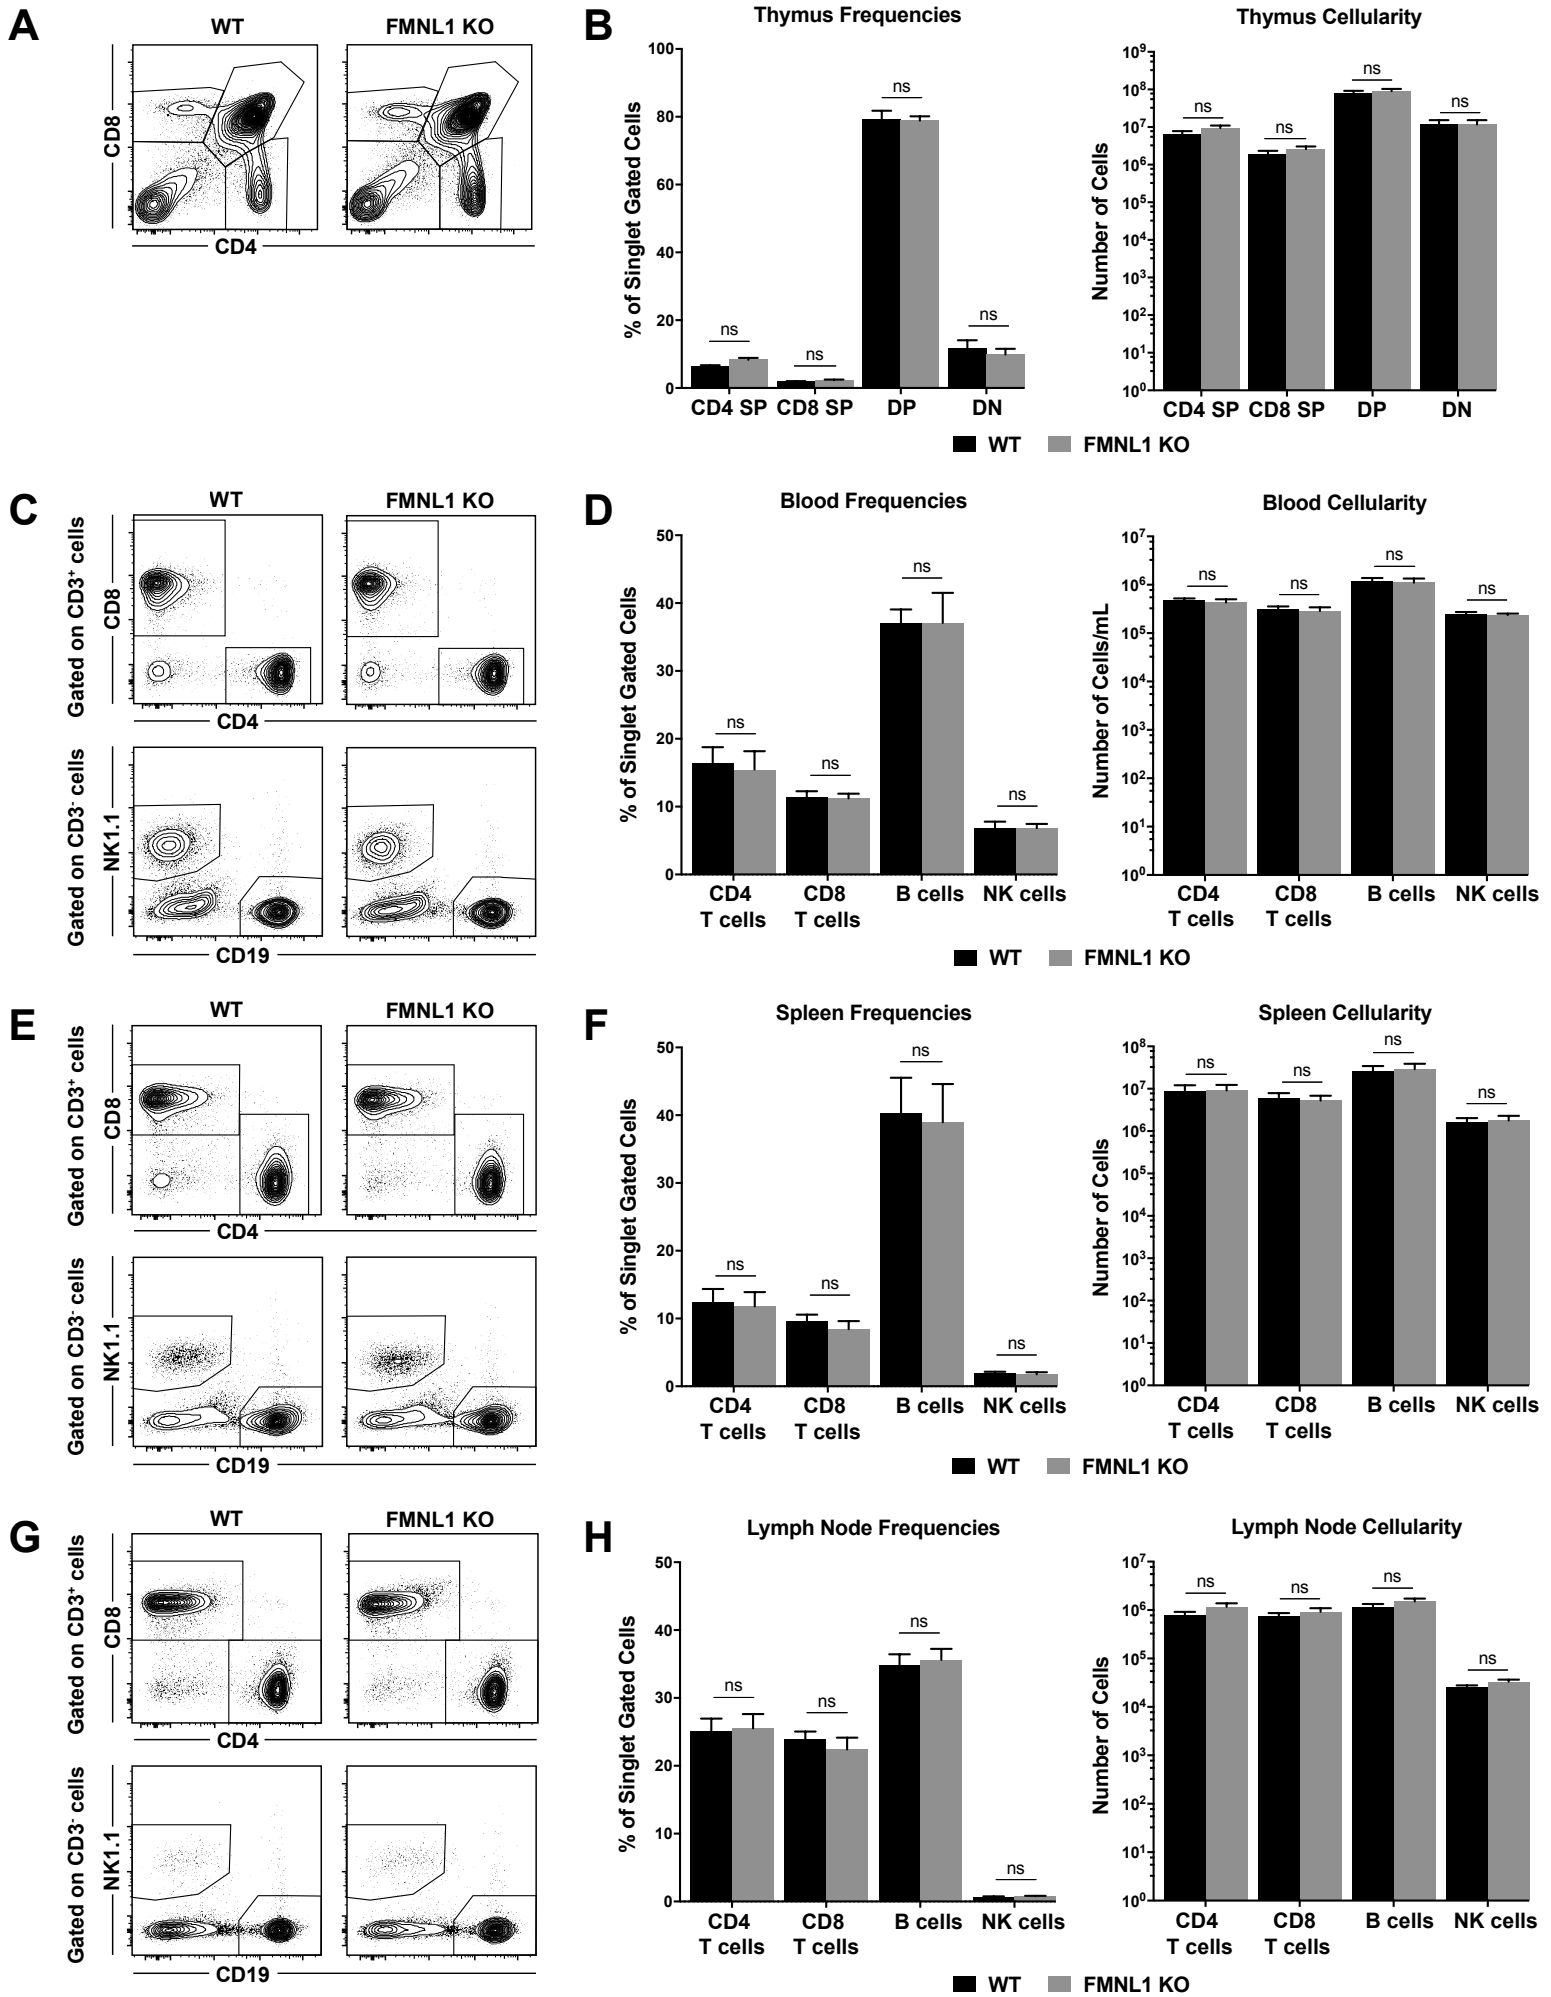 A
WT
FMNL1 KO
CD8
CD4
B
Thymus Frequencies
% of Singlet Gated Cells
100
80
60
40
20
0
ns
ns
ns
ns
CD4 SP
CD8 SP
DP
DN
Thymus Cellularity
Number of Cells
10⁹
10⁸
10⁷
10⁶
10⁵
10⁴
10³
10²
10¹
10⁰
ns
ns
ns
ns
CD4 SP
CD8 SP
DP
DN
WT
FMNL1 KO
C
WT
FMNL1 KO
Gated on CD3⁺ cells
CD8
CD4
Gated on CD3⁻ cells
NK1.1
CD19
D
Blood Frequencies
% of Singlet Gated Cells
50
40
30
20
10
0
ns
ns
ns
ns
CD4
T cells
CD8
T cells
B cells
NK cells
Blood Cellularity
Number of Cells/mL
10⁷
10⁶
10⁵
10⁴
10³
10²
10¹
10⁰
ns
ns
ns
ns
CD4
T cells
CD8
T cells
B cells
NK cells
WT
FMNL1 KO
E
WT
FMNL1 KO
Gated on CD3⁺ cells
CD8
CD4
Gated on CD3⁻ cells
NK1.1
CD19
F
Spleen Frequencies
% of Singlet Gated Cells
50
40
30
20
10
0
ns
ns
ns
ns
CD4
T cells
CD8
T cells
B cells
NK cells
Spleen Cellularity
Number of Cells
10⁸
10⁷
10⁶
10⁵
10⁴
10³
10²
10¹
10⁰
ns
ns
ns
ns
CD4
T cells
CD8
T cells
B cells
NK cells
WT
FMNL1 KO
G
WT
FMNL1 KO
Gated on CD3⁺ cells
CD8
CD4
Gated on CD3⁻ cells
NK1.1
CD19
H
Lymph Node Frequencies
% of Singlet Gated Cells
50
40
30
20
10
0
ns
ns
ns
ns
CD4
T cells
CD8
T cells
B cells
NK cells
Lymph Node Cellularity
Number of Cells
10⁷
10⁶
10⁵
10⁴
10³
10²
10¹
10⁰
ns
ns
ns
ns
CD4
T cells
CD8
T cells
B cells
NK cells
WT
FMNL1 KO